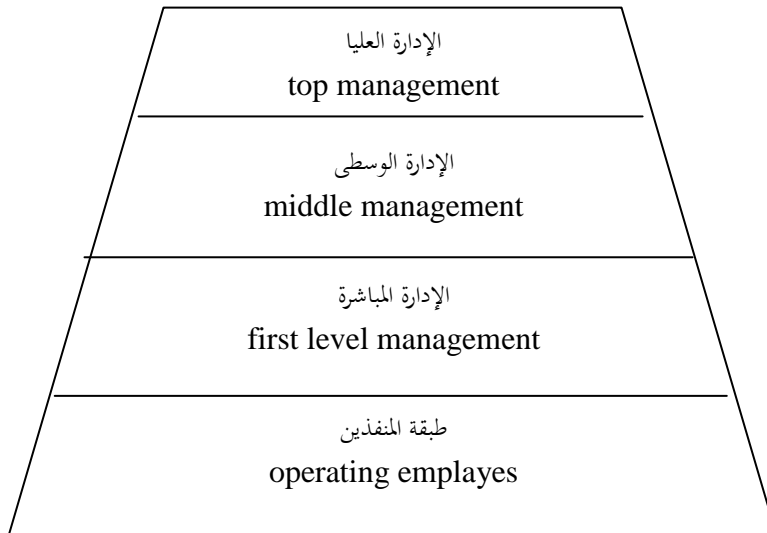 الإدارة العليا
top management
الإدارة الوسطى
middle management
الإدارة المباشرة
first level management
طبقة المنفذين
operating emplayes